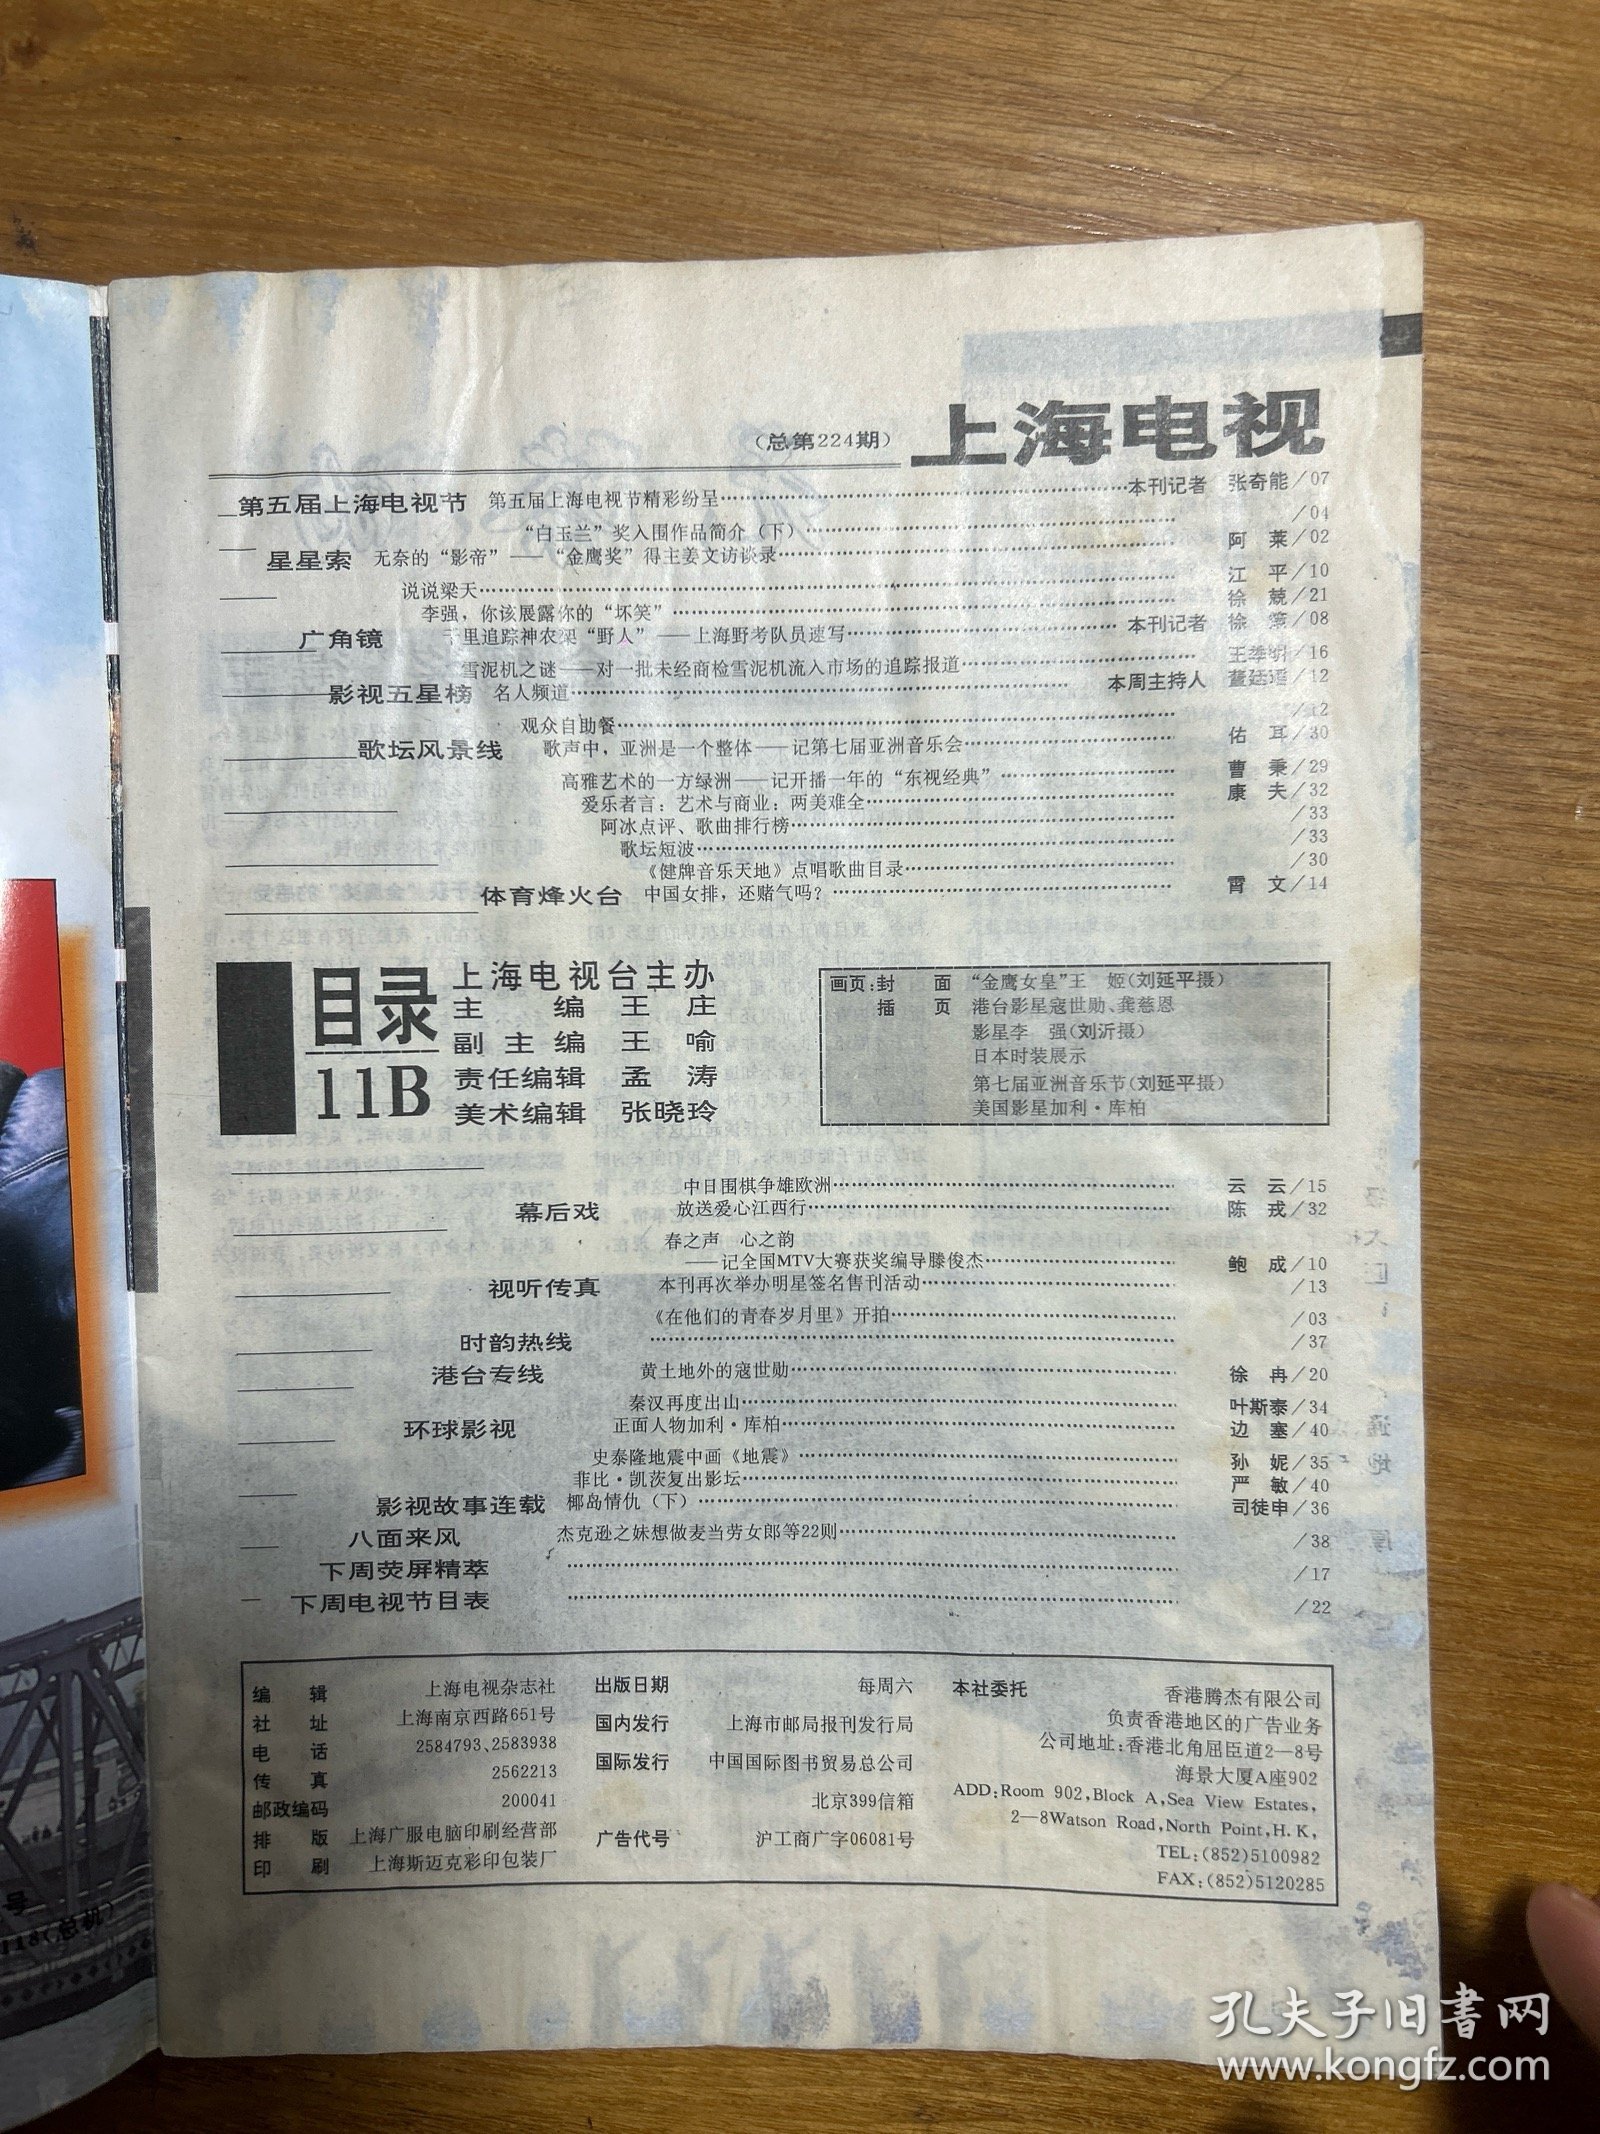 上海电视
（总第224期）
第五届上海电视节 第五届上海电视节精彩纷呈……本刊记者 张奇能/07
“白玉兰”奖入围作品简介（下）……/04
星星索 无奈的“影帝”——“金鹰奖”得主姜文访谈录……阿 莱/02
说说梁天……江 平/10
李强，你该展露你的“坏笑”……徐 兢/21
广角镜 千里追踪神农架“野人”——上海野考队员速写……本刊记者 徐 策/08
雪泥机之谜——对一批未经商检雪泥机流入市场的追踪报道……/16
影视五星榜 名人频道……本周主持人 /12
观众自助餐……/12
歌坛风景线 歌声中，亚洲是一个整体——记第七届亚洲音乐会……佑 耳/30
高雅艺术的一方绿洲——记开播一年的“东视经典”……曹 秉/29
爱乐者言：艺术与商业：两美难全……康 夫/32
阿冰点评、歌曲排行榜……/33
歌坛短波……/33
《健牌音乐天地》点唱歌曲目录……/30
体育烽火台 中国女排，还赌气吗？……霄 文/14
目录
11B
上海电视台主办
主 编 王 庄
副 主 编 王 喻
责任编辑 孟 涛
美术编辑 张晓玲
画页：封 面 “金鹰女皇”王 姬（刘延平摄）
插 页 港台影星寇世勋、龚慈恩
影星李 强（刘沂摄）
日本时装展示
第七届亚洲音乐节（刘延平摄）
美国影星加利·库柏
中日围棋争雄欧洲……云 云/15
幕后戏 放送爱心江西行……陈 戎/32
春之声 心之韵
——记全国MTV大赛获奖编导滕俊杰……鲍 成/10
视听传真 本刊再次举办明星签名售刊活动……/13
《在他们的青春岁月里》开拍……/03
时韵热线 ……/37
港台专线 黄土地外的寇世勋……徐 冉/20
秦汉再度出山……叶斯泰/34
环球影视 正面人物加利·库柏……边 塞/40
史泰隆地震中画《地震》……孙 妮/35
菲比·凯茨复出影坛……严 敏/40
影视故事连载 椰岛情仇（下）……司徒申/36
八面来风 杰克逊之妹想做麦当劳女郎等22则……/38
下周荧屏精萃 ……/17
下周电视节目表 ……/22
编 辑 上海电视杂志社
社 址 上海南京西路651号
电 话 2584793、2583938
传 真 2562213
邮政编码 200041
排 版 上海广服电脑印刷经营部
印 刷 上海斯迈克彩印包装厂
出版日期 每周六
国内发行 上海市邮局报刊发行局
国际发行 中国国际图书贸易总公司
北京399信箱
广告代号 沪工商广字06081号
本社委托 香港腾杰有限公司
负责香港地区的广告业务
公司地址：香港北角屈臣道2—8号
海景大厦A座902
ADD:Room 902,Block A,Sea View Estates,
2—8Watson Road,North Point,H.K,
TEL:(852)5100982
FAX:(852)5120285
号
118(总机)
孔夫子旧书网
www.kongfz.com